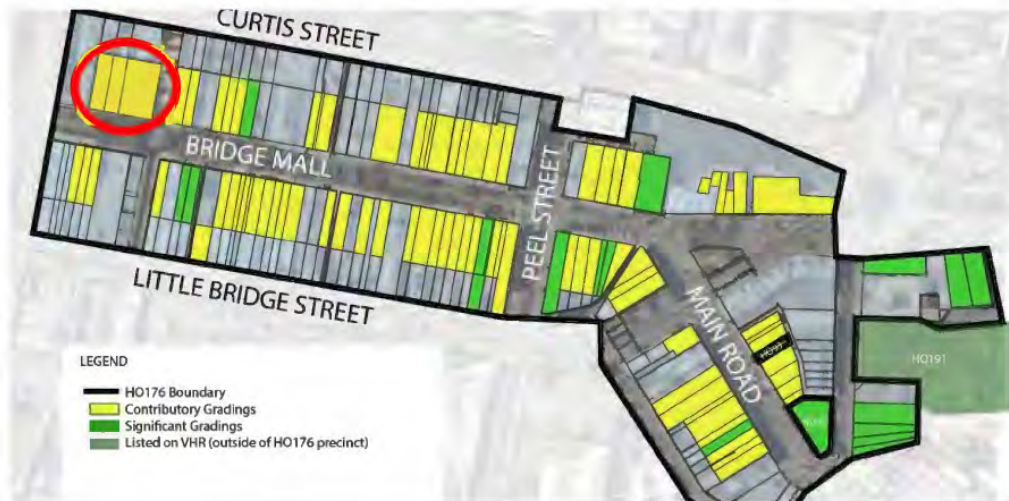 CURTIS STREET
BRIDGE MALL
PEEL STREET
LITTLE BRIDGE STREET
MAIN ROAD
HO191
LEGEND
HO176 Boundary
Contributory Gradings
Significant Gradings
Listed on VHR (outside of HO176 precinct)